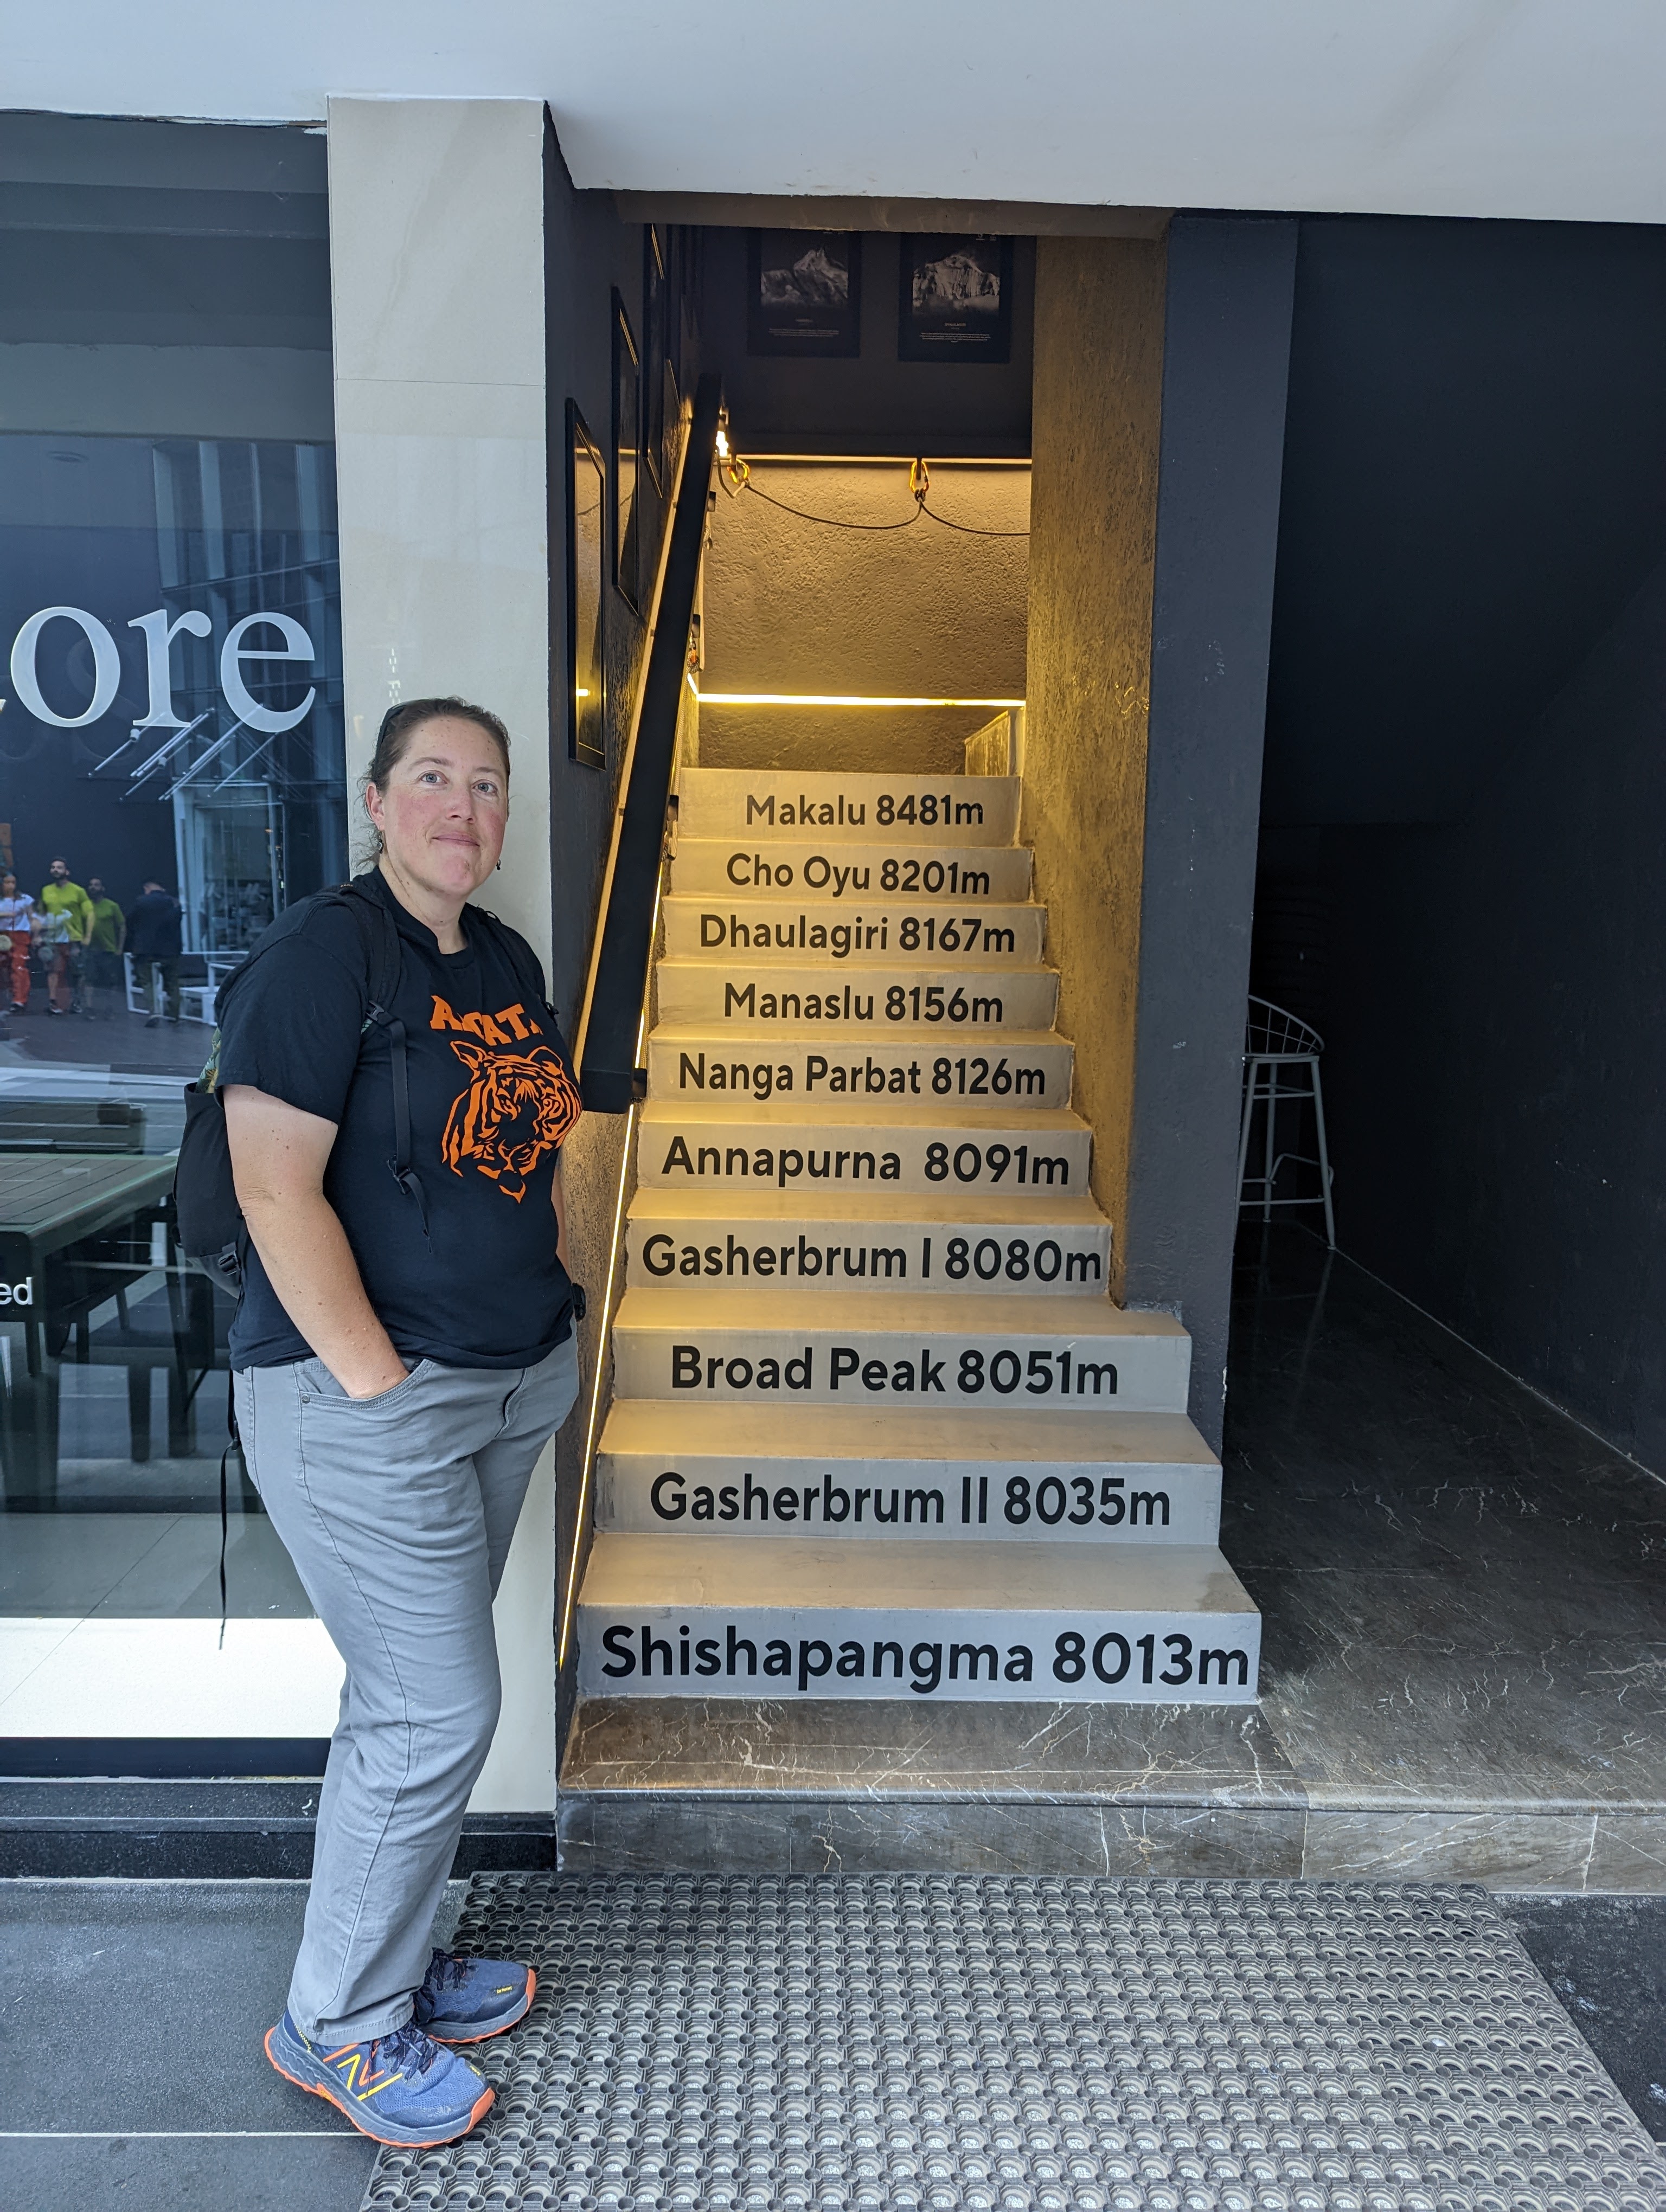 ore
ed
Makalu 8481m
Cho Oyu 8201m
Dhaulagiri 8167m
Manaslu 8156m
Nanga Parbat 8126m
Annapurna 8091m
Gasherbrum I 8080m
Broad Peak 8051m
Gasherbrum II 8035m
Shishapangma 8013m